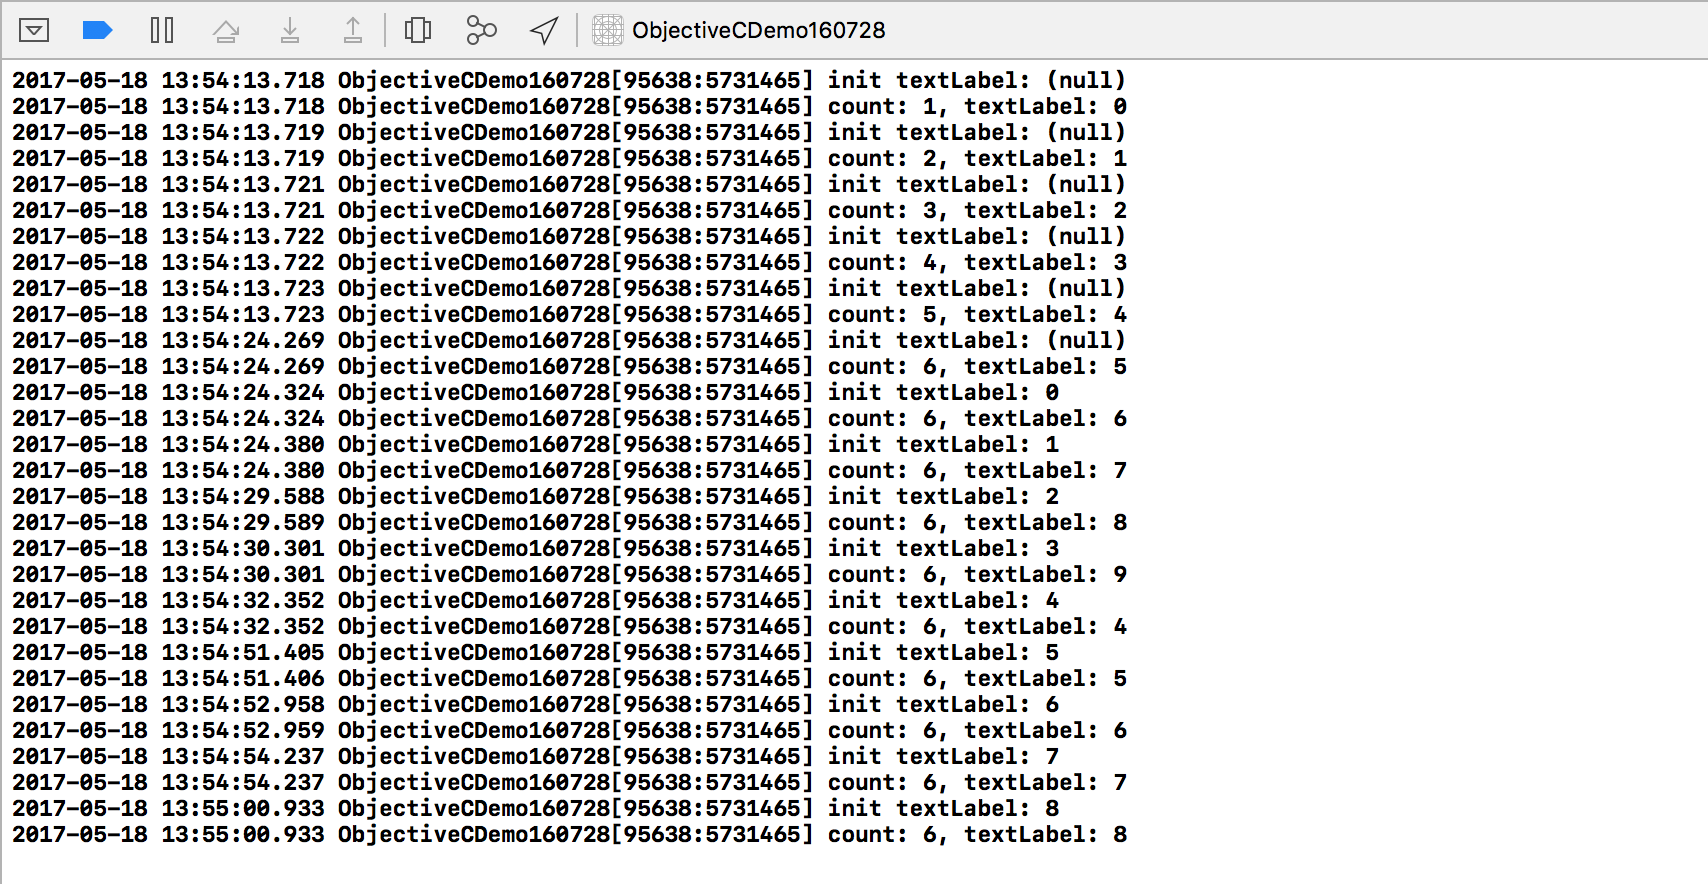 ObjectiveCDemo160728
2017-05-18 13:54:13.718 ObjectiveCDemo160728[95638:5731465] init textLabel: (null)
2017-05-18 13:54:13.718 ObjectiveCDemo160728[95638:5731465] count: 1, textLabel: 0
2017-05-18 13:54:13.719 ObjectiveCDemo160728[95638:5731465] init textLabel: (null)
2017-05-18 13:54:13.719 ObjectiveCDemo160728[95638:5731465] count: 2, textLabel: 1
2017-05-18 13:54:13.721 ObjectiveCDemo160728[95638:5731465] init textLabel: (null)
2017-05-18 13:54:13.721 ObjectiveCDemo160728[95638:5731465] count: 3, textLabel: 2
2017-05-18 13:54:13.722 ObjectiveCDemo160728[95638:5731465] init textLabel: (null)
2017-05-18 13:54:13.722 ObjectiveCDemo160728[95638:5731465] count: 4, textLabel: 3
2017-05-18 13:54:13.723 ObjectiveCDemo160728[95638:5731465] init textLabel: (null)
2017-05-18 13:54:13.723 ObjectiveCDemo160728[95638:5731465] count: 5, textLabel: 4
2017-05-18 13:54:24.269 ObjectiveCDemo160728[95638:5731465] init textLabel: (null)
2017-05-18 13:54:24.269 ObjectiveCDemo160728[95638:5731465] count: 6, textLabel: 5
2017-05-18 13:54:24.324 ObjectiveCDemo160728[95638:5731465] init textLabel: 0
2017-05-18 13:54:24.324 ObjectiveCDemo160728[95638:5731465] count: 6, textLabel: 6
2017-05-18 13:54:24.380 ObjectiveCDemo160728[95638:5731465] init textLabel: 1
2017-05-18 13:54:24.380 ObjectiveCDemo160728[95638:5731465] count: 6, textLabel: 7
2017-05-18 13:54:29.588 ObjectiveCDemo160728[95638:5731465] init textLabel: 2
2017-05-18 13:54:29.589 ObjectiveCDemo160728[95638:5731465] count: 6, textLabel: 8
2017-05-18 13:54:30.301 ObjectiveCDemo160728[95638:5731465] init textLabel: 3
2017-05-18 13:54:30.301 ObjectiveCDemo160728[95638:5731465] count: 6, textLabel: 9
2017-05-18 13:54:32.352 ObjectiveCDemo160728[95638:5731465] init textLabel: 4
2017-05-18 13:54:32.352 ObjectiveCDemo160728[95638:5731465] count: 6, textLabel: 4
2017-05-18 13:54:51.405 ObjectiveCDemo160728[95638:5731465] init textLabel: 5
2017-05-18 13:54:51.406 ObjectiveCDemo160728[95638:5731465] count: 6, textLabel: 5
2017-05-18 13:54:52.958 ObjectiveCDemo160728[95638:5731465] init textLabel: 6
2017-05-18 13:54:52.959 ObjectiveCDemo160728[95638:5731465] count: 6, textLabel: 6
2017-05-18 13:54:54.237 ObjectiveCDemo160728[95638:5731465] init textLabel: 7
2017-05-18 13:54:54.237 ObjectiveCDemo160728[95638:5731465] count: 6, textLabel: 7
2017-05-18 13:55:00.933 ObjectiveCDemo160728[95638:5731465] init textLabel: 8
2017-05-18 13:55:00.933 ObjectiveCDemo160728[95638:5731465] count: 6, textLabel: 8